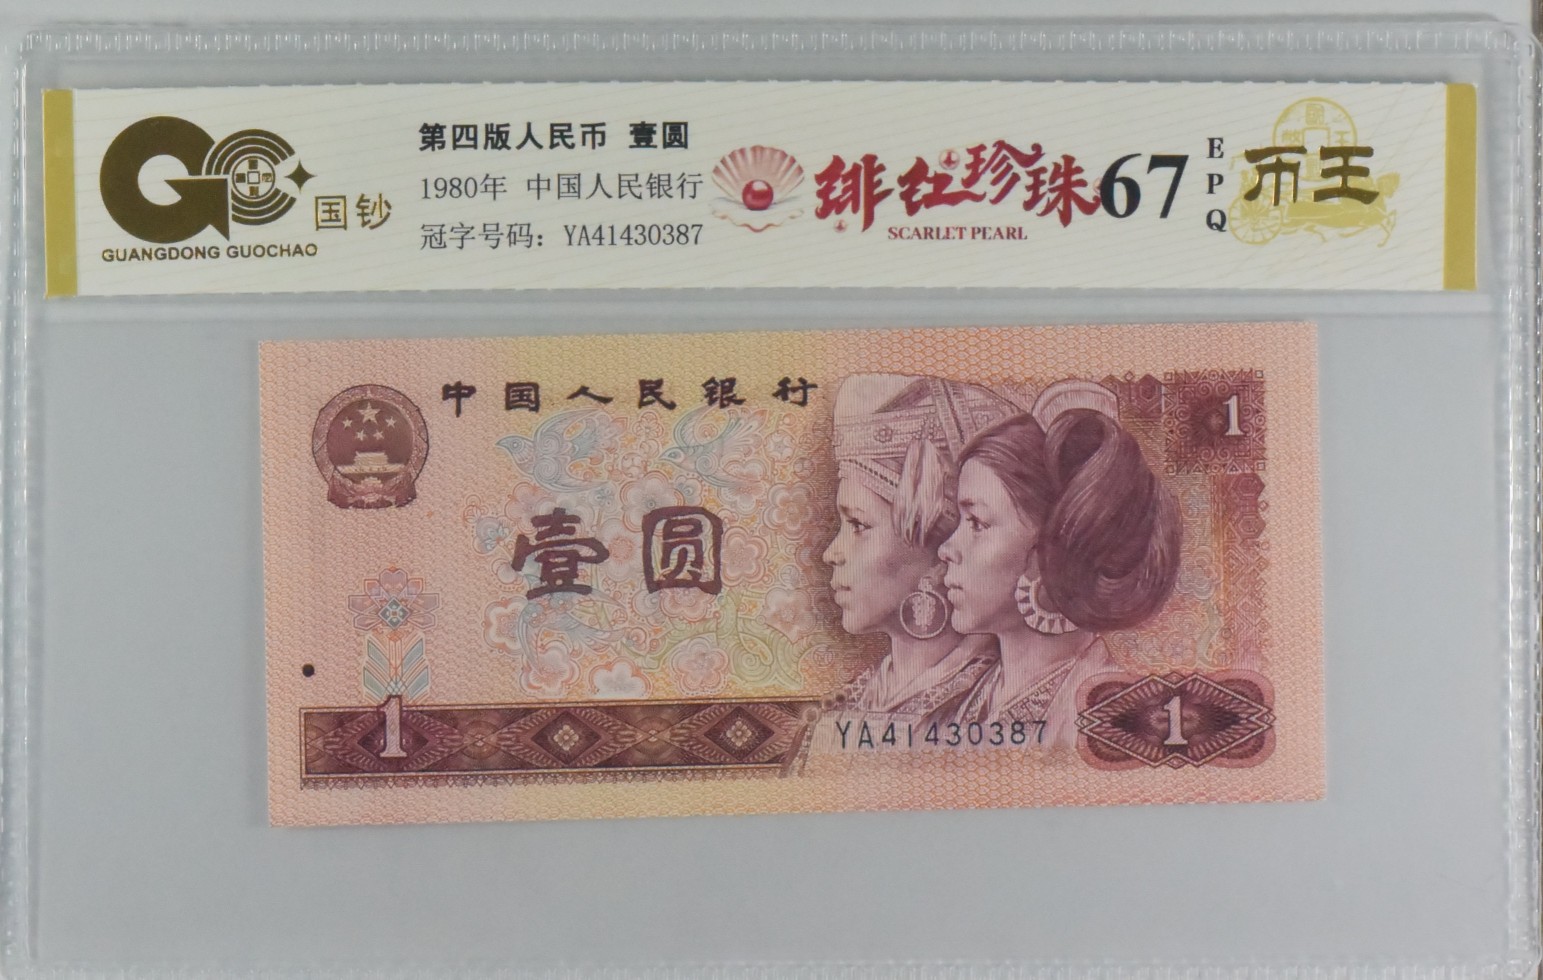 国钞
GUANGDONG GUOCHAO
第四版人民币 壹圆
1980年 中国人民银行
冠字号码：YA41430387
绯红珍珠
SCARLET PEARL
67
EPQ
币王
中国人民银行
1
壹圆
1
YA41430387
1